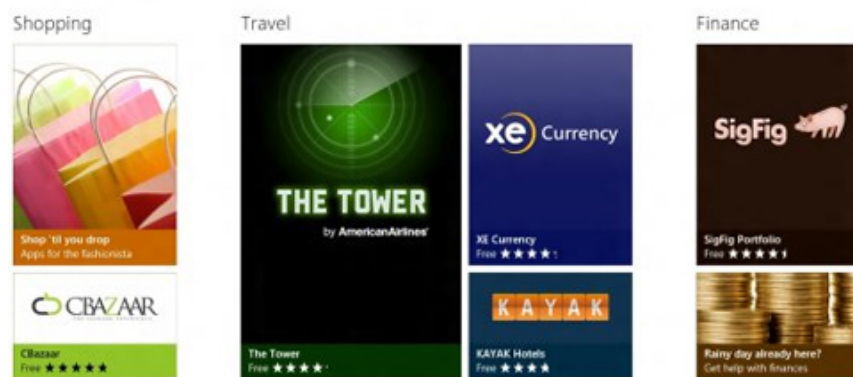 Shopping
Travel
Finance
Shop 'til you drop
Apps for the fashionista
CBAZAAR
CBazaar
Free
THE TOWER
by AmericanAirlines
The Tower
Free
xe Currency
XE Currency
Free
KAYAK
KAYAK Hotels
Free
SigFig
SigFig Portfolio
Free
Rainy day already here?
Get help with finances